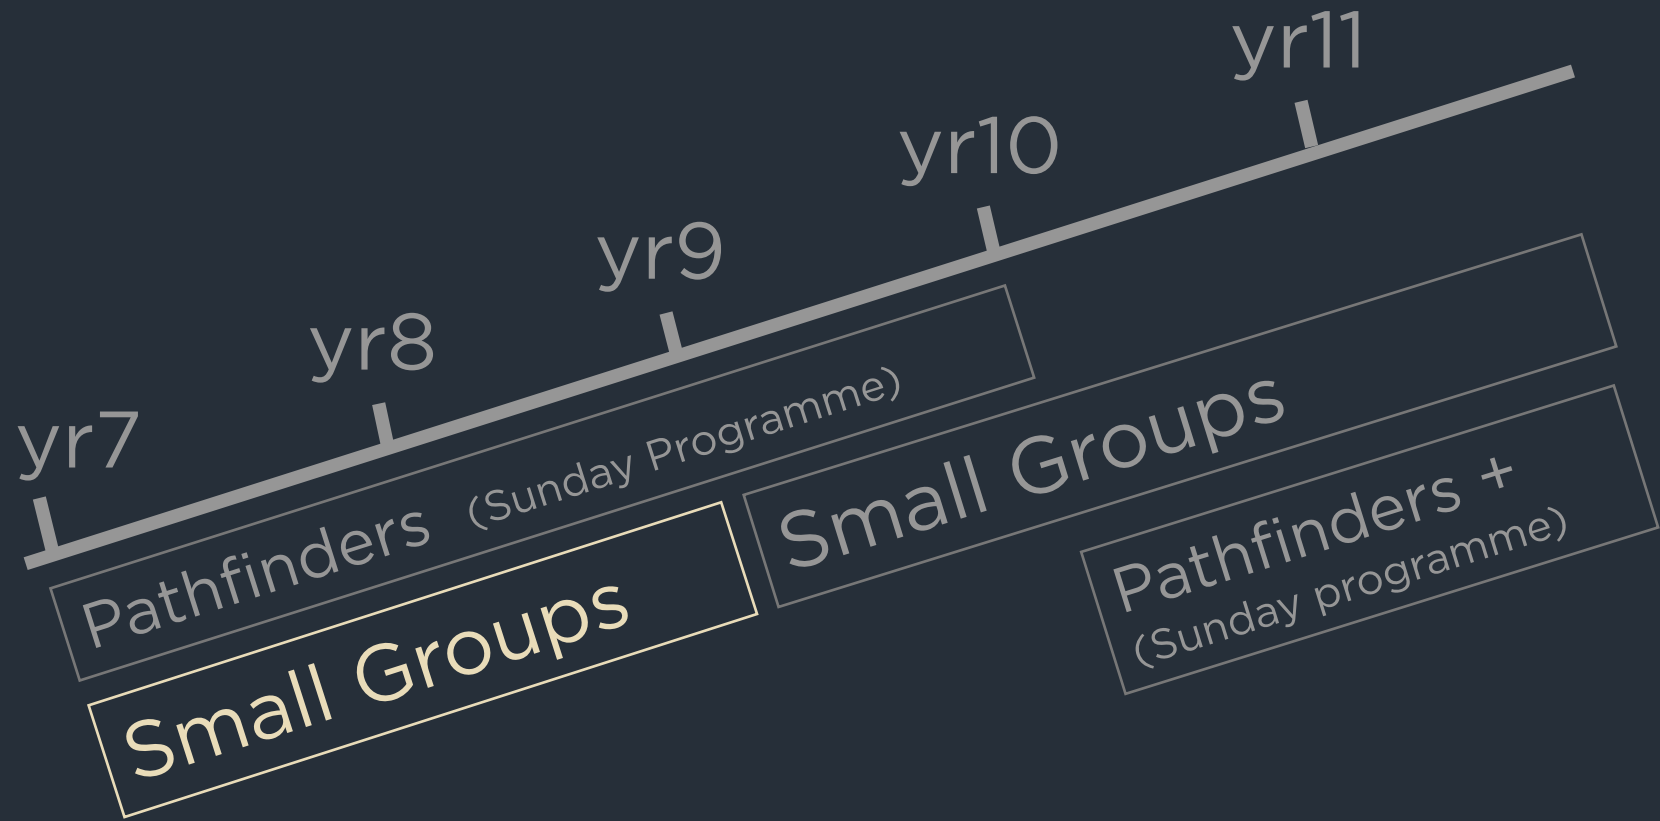 yr7
yr8
yr9
yr10
yr11
Pathfinders (Sunday Programme)
Small Groups
Small Groups
Pathfinders +
(Sunday programme)